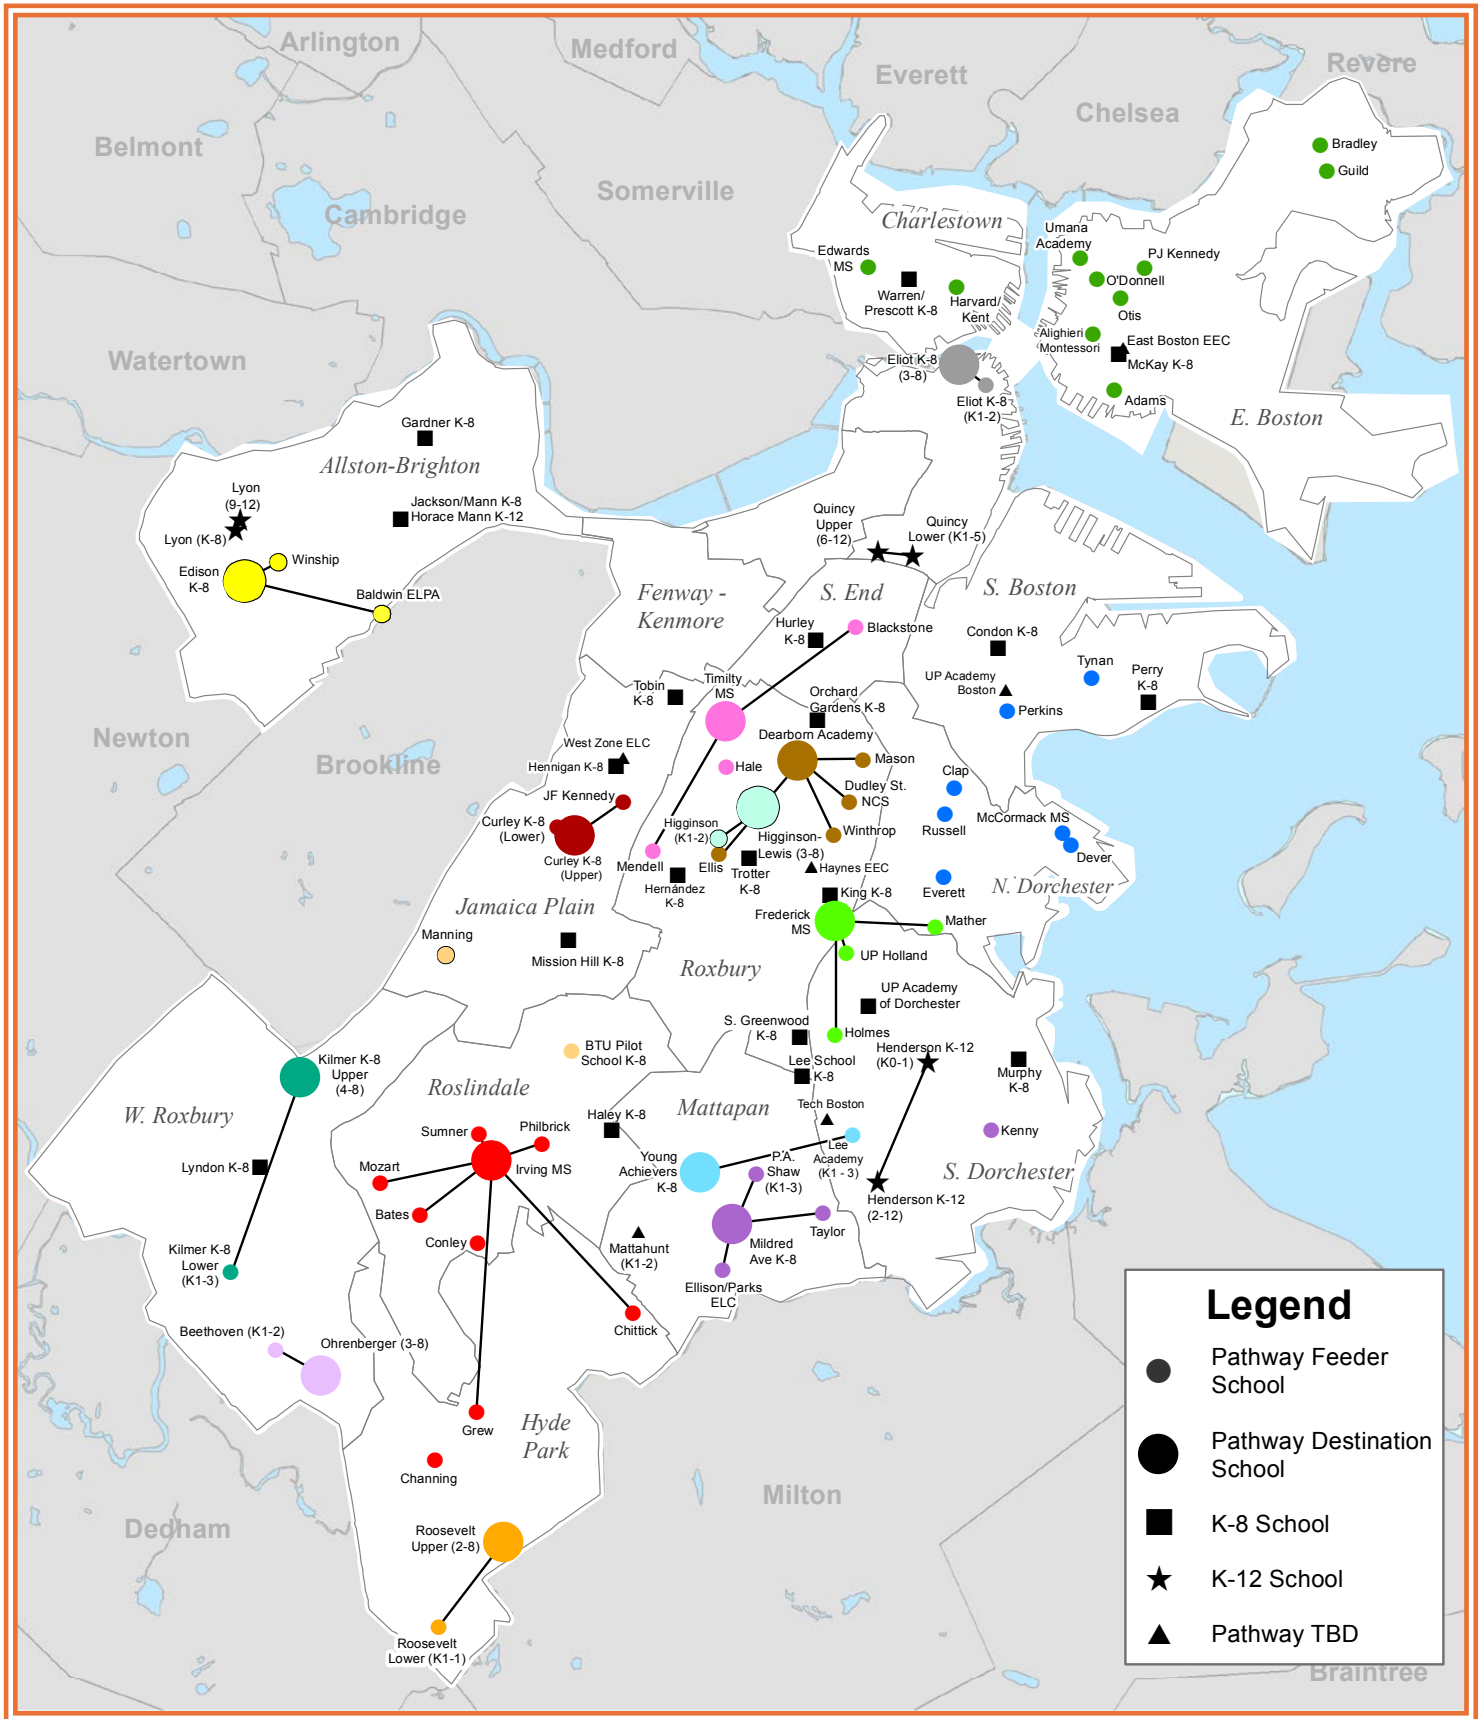 Arlington
Medford
Everett
Revere
Chelsea
Belmont
Somerville
Cambridge
Watertown
Newton
Brookline
Dedham
Milton
Braintree
Bradley
Guild
Charlestown
Umana
Academy
PJ Kennedy
O'Donnell
Otis
Alighieri
Montessori
East Boston EEC
McKay K-8
Adams
E. Boston
Edwards
MS
Warren/
Prescott K-8
Harvard/
Kent
Eliot K-8
(3-8)
Eliot K-8
(K1-2)
Gardner K-8
Allston-Brighton
Lyon
(9-12)
Lyon (K-8)
Jackson/Mann K-8
Horace Mann K-12
Edison
K-8
Winship
Baldwin ELPA
Quincy
Upper
(6-12)
Quincy
Lower (K1-5)
Fenway -
Kenmore
S. End
S. Boston
Hurley
K-8
Blackstone
Condon K-8
Tynan
UP Academy
Boston
Perry
K-8
Perkins
Tobin
K-8
Timilty
MS
Orchard
Gardens K-8
Dearborn Academy
West Zone ELC
Hennigan K-8
Hale
Mason
JF Kennedy
Dudley St.
NCS
Clap
Curley K-8
(Lower)
Higginson
(K1-2)
Winthrop
Russell
McCormack MS
Dever
Curley K-8
(Upper)
Mendell
Ellis
Higginson-
Lewis (3-8)
Trotter
K-8
Haynes EEC
Everett
N. Dorchester
Hernández
K-8
King K-8
Jamaica Plain
Frederick
MS
Mather
Manning
Mission Hill K-8
UP Holland
Roxbury
UP Academy
of Dorchester
S. Greenwood
K-8
Holmes
Henderson K-12
(K0-1)
BTU Pilot
School K-8
Lee School
K-8
Murphy
K-8
Kilmer K-8
Upper
(4-8)
Roslindale
W. Roxbury
Mattapan
Tech Boston
Haley K-8
Sumner
Philbrick
Kenny
Lyndon K-8
Mozart
Irving MS
Young
Achievers
K-8
P.A.
Shaw
(K1-3)
Lee
Academy
(K1 - 3)
S. Dorchester
Bates
Henderson K-12
(2-12)
Conley
Mattahunt
(K1-2)
Mildred
Ave K-8
Taylor
Kilmer K-8
Lower
(K1-3)
Ellison/Parks
ELC
Chittick
Beethoven (K1-2)
Ohrenberger (3-8)
Grew
Hyde
Park
Channing
Roosevelt
Upper (2-8)
Roosevelt
Lower (K1-1)
Legend
Pathway Feeder
School
Pathway Destination
School
K-8 School
K-12 School
Pathway TBD